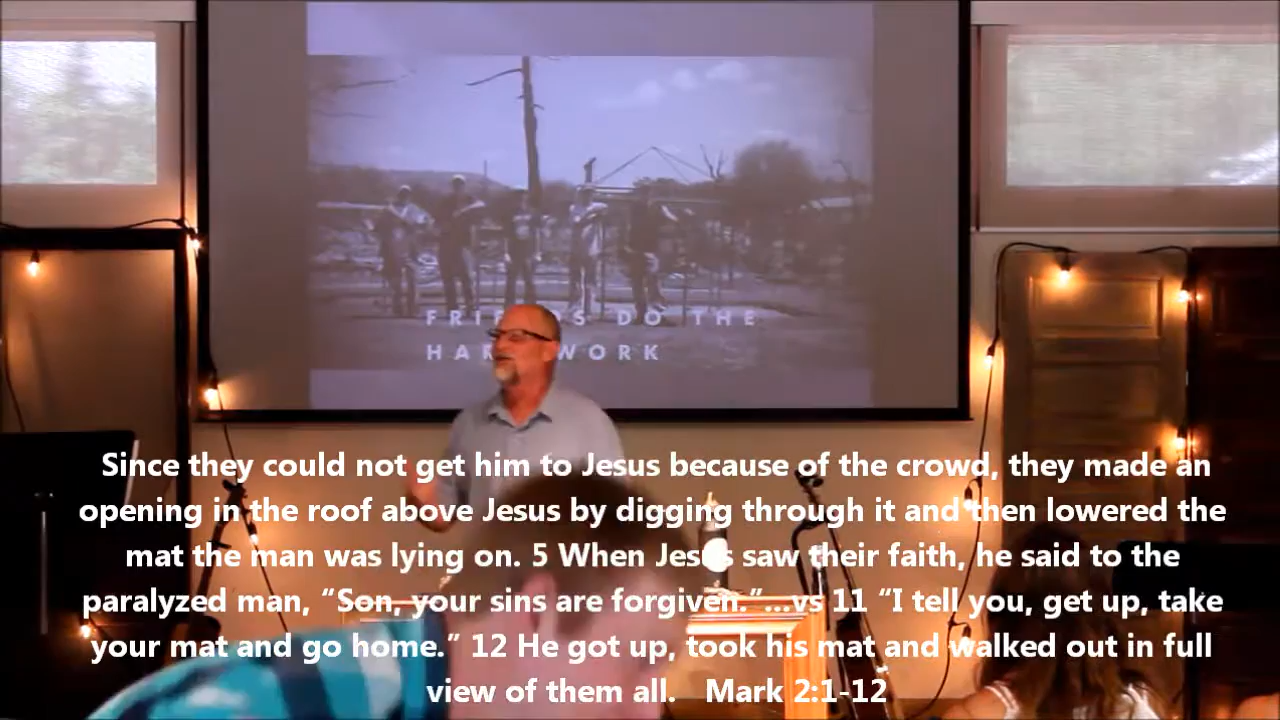 FRIENDS DO THE
HARD WORK
Since they could not get him to Jesus because of the crowd, they made an
opening in the roof above Jesus by digging through it and then lowered the
mat the man was lying on. 5 When Jesus saw their faith, he said to the
paralyzed man, “Son, your sins are forgiven.”...vs 11 “I tell you, get up, take
your mat and go home.” 12 He got up, took his mat and walked out in full
view of them all. Mark 2:1-12